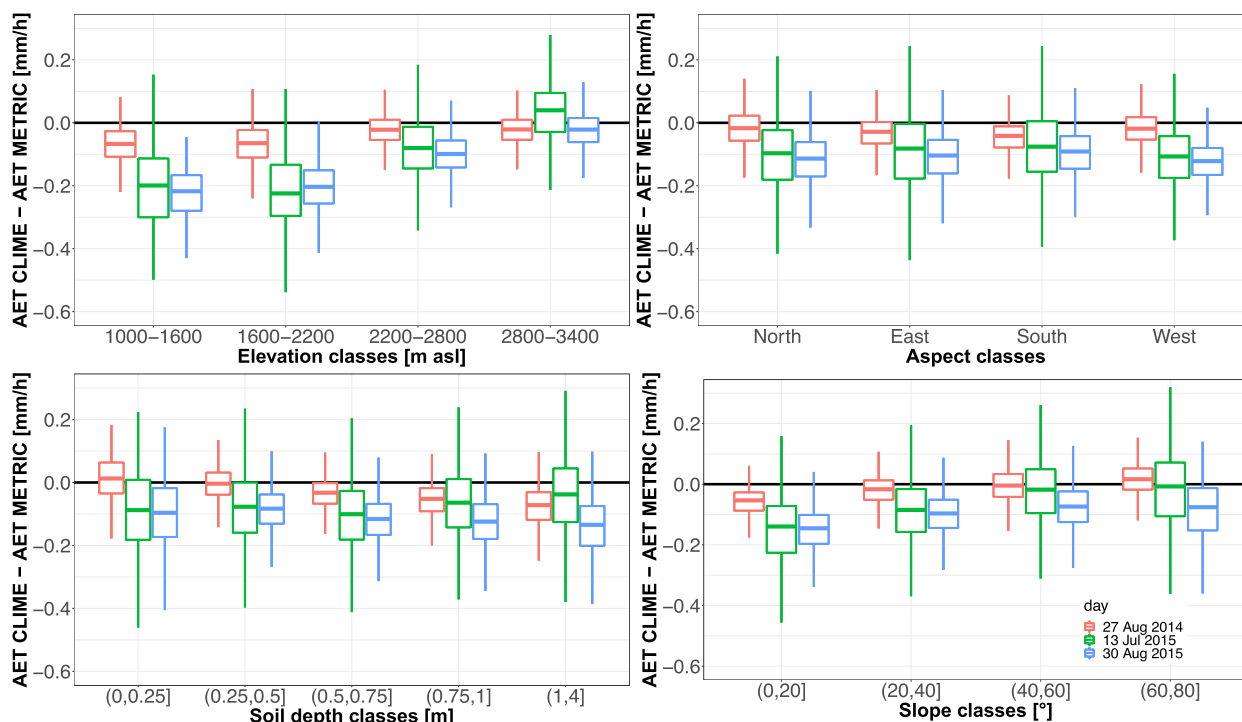 AET CLIME − AET METRIC [mm/h]
0.2
0.0
−0.2
−0.4
−0.6
1000−1600 1600−2200 2200−2800 2800−3400
Elevation classes [m asl]
AET CLIME − AET METRIC [mm/h]
0.2
0.0
−0.2
−0.4
−0.6
North East South West
Aspect classes
AET CLIME − AET METRIC [mm/h]
0.2
0.0
−0.2
−0.4
−0.6
(0,0.25] (0.25,0.5] (0.5,0.75] (0.75,1] (1,4]
Soil depth classes [m]
AET CLIME − AET METRIC [mm/h]
0.2
0.0
−0.2
−0.4
−0.6
day
27 Aug 2014
13 Jul 2015
30 Aug 2015
(0,20] (20,40] (40,60] (60,80]
Slope classes [°]